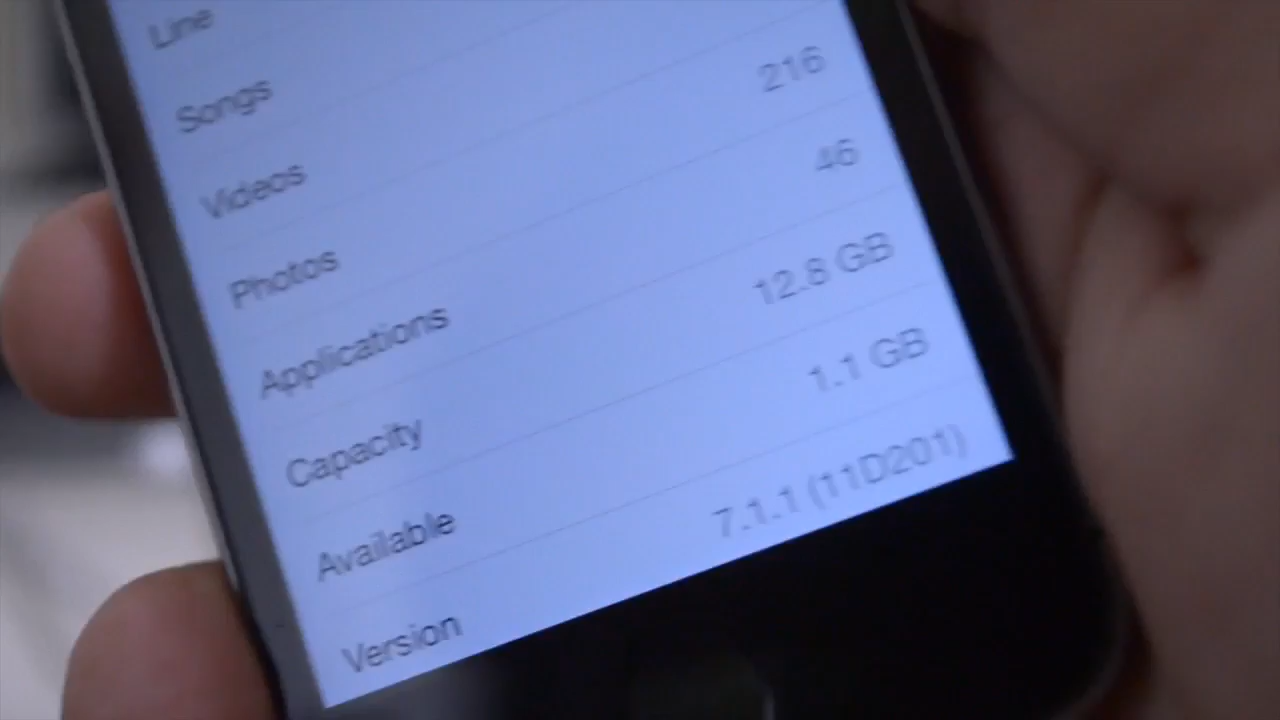 Line
Songs
Videos
Photos 216
Applications 46
Capacity 12.8 GB
Available 1.1 GB
Version 7.1.1 (11D201)